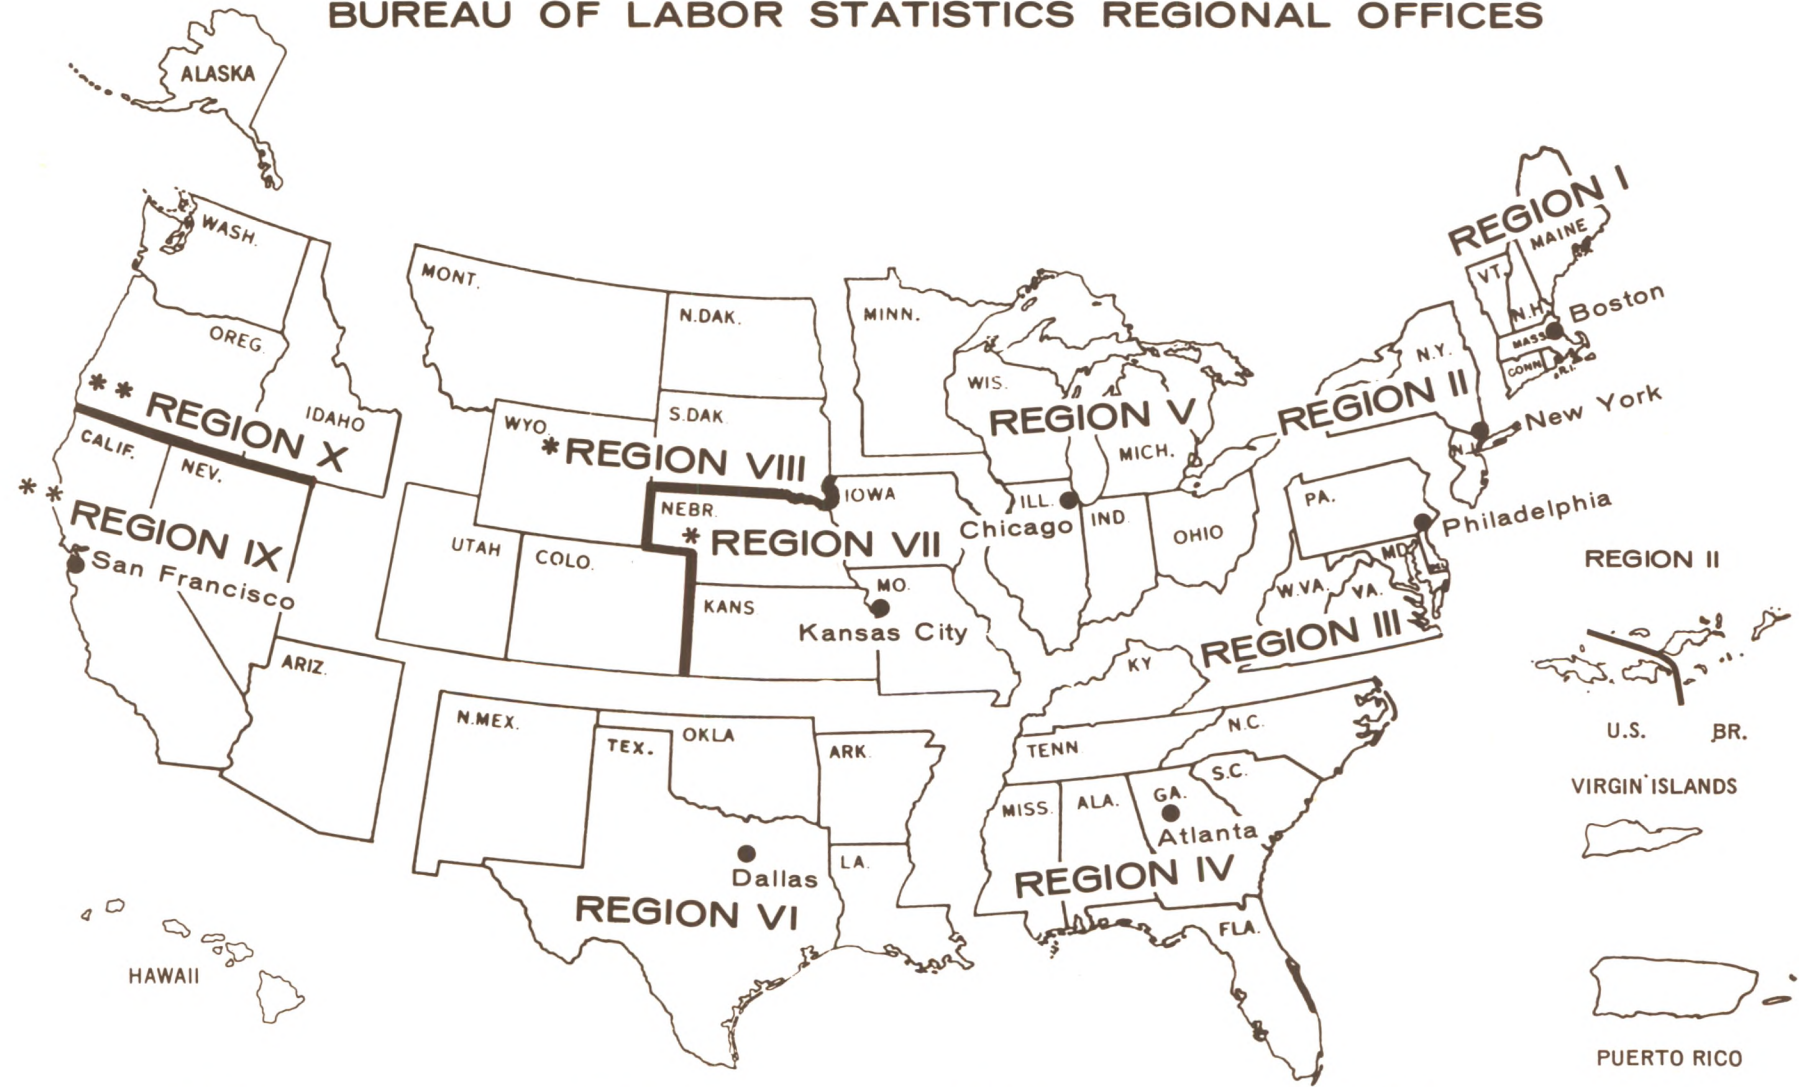 BUREAU OF LABOR STATISTICS REGIONAL OFFICES
ALASKA
REGION I
MAINE
VT.
N.H.
MASS
CONN
R.I.
Boston
WASH.
OREG.
IDAHO
** REGION X
MONT.
N.DAK.
S.DAK
WYO.
* REGION VIII
MINN.
WIS.
REGION V
MICH.
N.Y.
REGION II
New York
N.J.
CALIF.
NEV.
** REGION IX
San Francisco
UTAH
COLO.
NEBR.
* REGION VII
IOWA
KANS
MO.
Kansas City
ILL.
Chicago
IND.
OHIO
PA.
Philadelphia
MD.
W.VA.
VA.
REGION III
REGION II
U.S. BR.
VIRGIN ISLANDS
ARIZ.
N.MEX.
TEX.
OKLA
ARK.
LA.
Dallas
REGION VI
KY
TENN
N.C.
S.C.
MISS.
ALA.
GA.
Atlanta
REGION IV
FLA.
HAWAII
PUERTO RICO